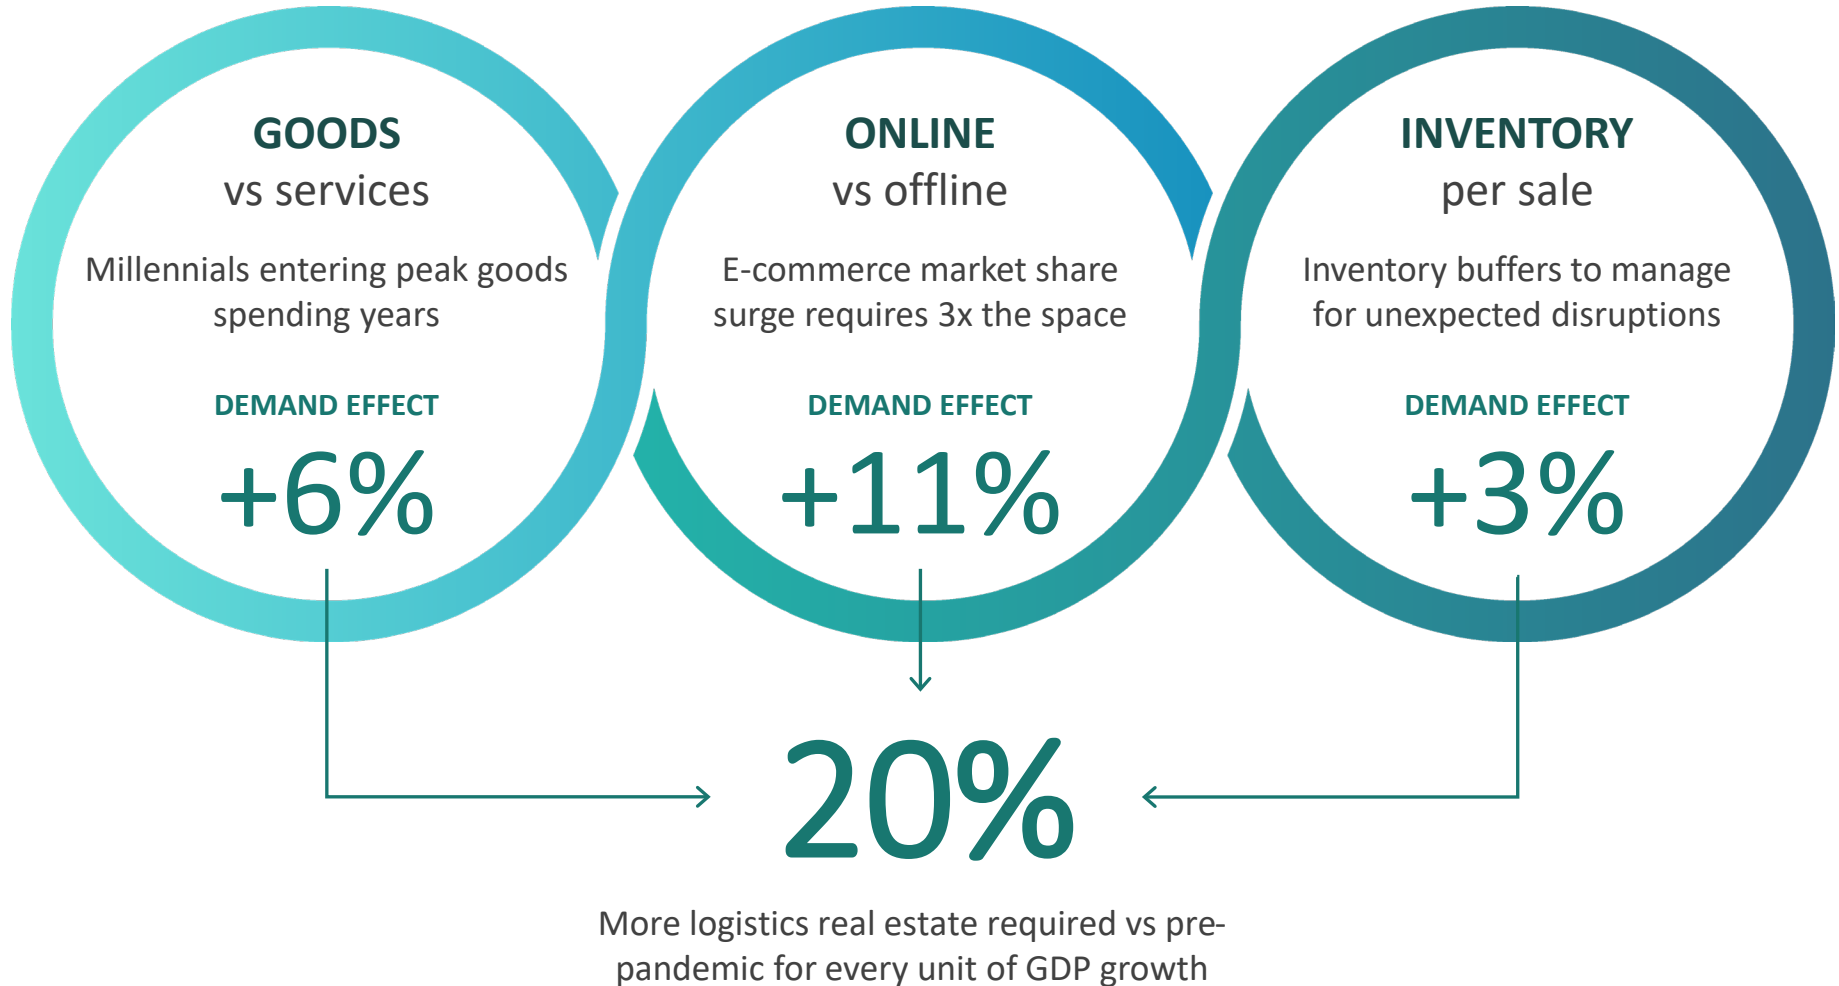 GOODS
vs services
Millennials entering peak goods
spending years
DEMAND EFFECT
+6%
ONLINE
vs offline
E-commerce market share
surge requires 3x the space
DEMAND EFFECT
+11%
INVENTORY
per sale
Inventory buffers to manage
for unexpected disruptions
DEMAND EFFECT
+3%
20%
More logistics real estate required vs pre-
pandemic for every unit of GDP growth